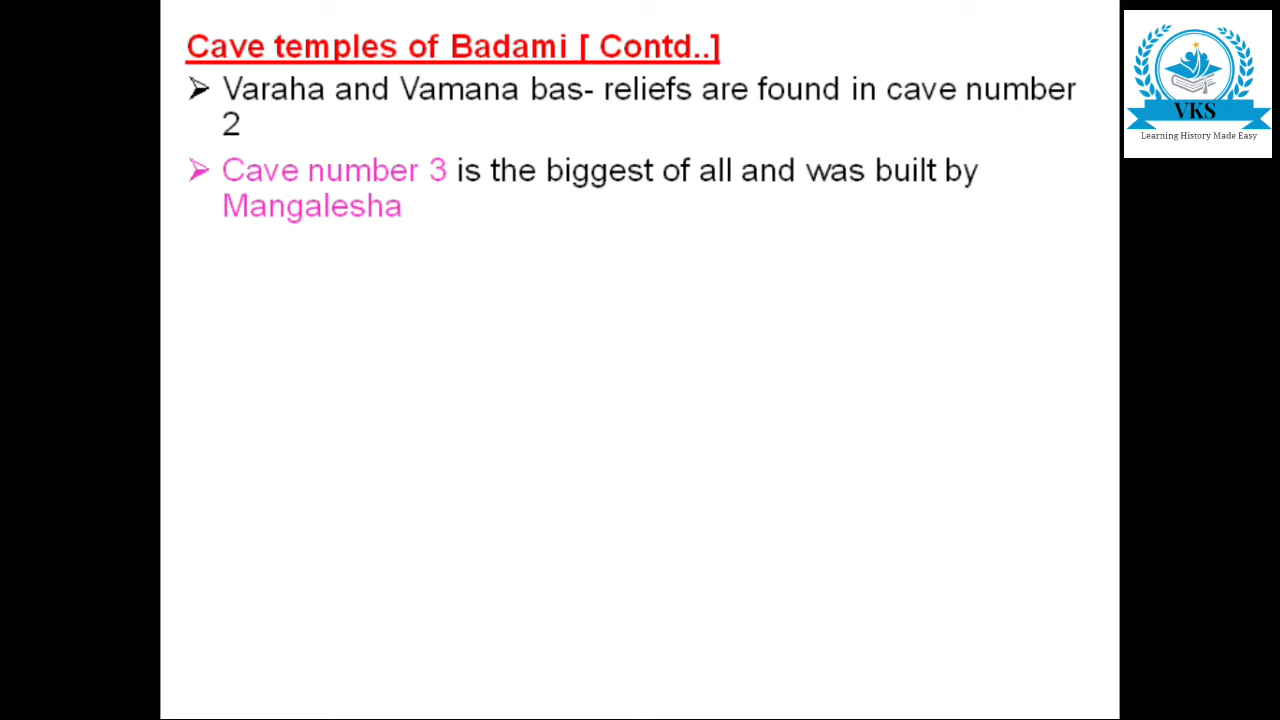 Cave temples of Badami [ Contd..]
➢ Varaha and Vamana bas- reliefs are found in cave number
2
➢ Cave number 3 is the biggest of all and was built by
Mangalesha
VKS
Learning History Made Easy